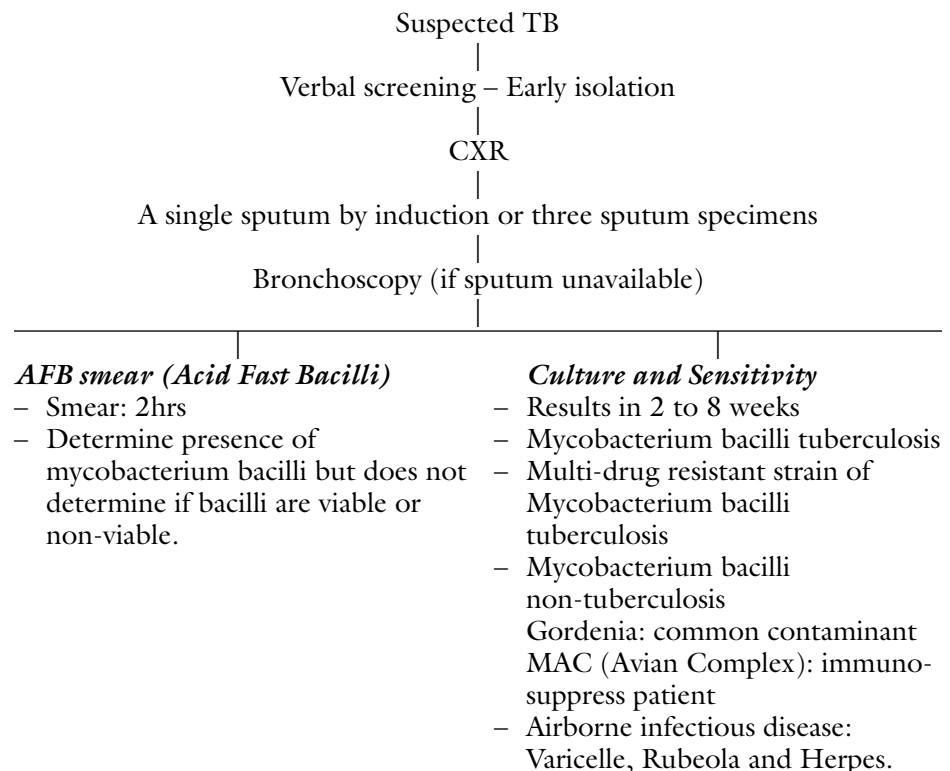 Suspected TB
Verbal screening – Early isolation
CXR
A single sputum by induction or three sputum specimens
Bronchoscopy (if sputum unavailable)
AFB smear (Acid Fast Bacilli)
– Smear: 2hrs
– Determine presence of
mycobacterium bacilli but does not
determine if bacilli are viable or
non-viable.
Culture and Sensitivity
– Results in 2 to 8 weeks
– Mycobacterium bacilli tuberculosis
– Multi-drug resistant strain of
Mycobacterium bacilli
tuberculosis
– Mycobacterium bacilli
non-tuberculosis
Gordenia: common contaminant
MAC (Avian Complex): immuno-
suppress patient
– Airborne infectious disease:
Varicelle, Rubeola and Herpes.